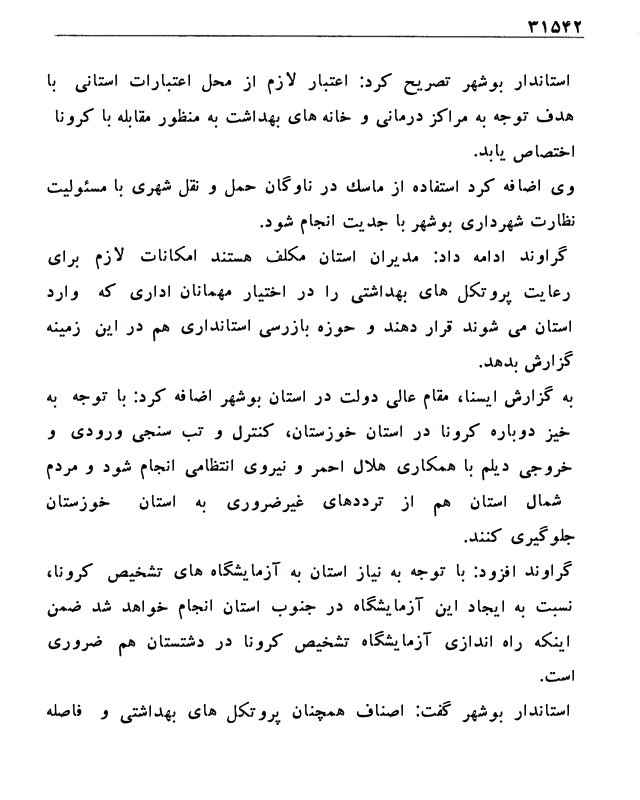 ۳۱۵۴۲
استاندار بوشهر تصریح کرد: اعتبار لازم از محل اعتبارات استانی با
هدف توجه به مراکز درمانی و خانه های بهداشت به منظور مقابله با کرونا
اختصاص یابد.
وی اضافه کرد استفاده از ماسك در ناوگان حمل و نقل شهری با مسئولیت
نظارت شهرداری بوشهر با جدیت انجام شود.
گراوند ادامه داد: مدیران استان مکلف هستند امکانات لازم برای
رعایت پروتکل های بهداشتی را در اختیار مهمانان اداری که وارد
استان می شوند قرار دهند و حوزه بازرسی استانداری هم در این زمینه
گزارش بدهد.
به گزارش ایسنا، مقام عالی دولت در استان بوشهر اضافه کرد: با توجه به
خیز دوباره کرونا در استان خوزستان، کنترل و تب سنجی ورودی و
خروجی دیلم با همکاری هلال احمر و نیروی انتظامی انجام شود و مردم
شمال استان هم از ترددهای غیرضروری به استان خوزستان
جلوگیری کنند.
گراوند افزود: با توجه به نیاز استان به آزمایشگاه های تشخیص کرونا،
نسبت به ایجاد این آزمایشگاه در جنوب استان انجام خواهد شد ضمن
اینکه راه اندازی آزمایشگاه تشخیص کرونا در دشتستان هم ضروری
است.
استاندار بوشهر گفت: اصناف همچنان پروتکل های بهداشتی و فاصله